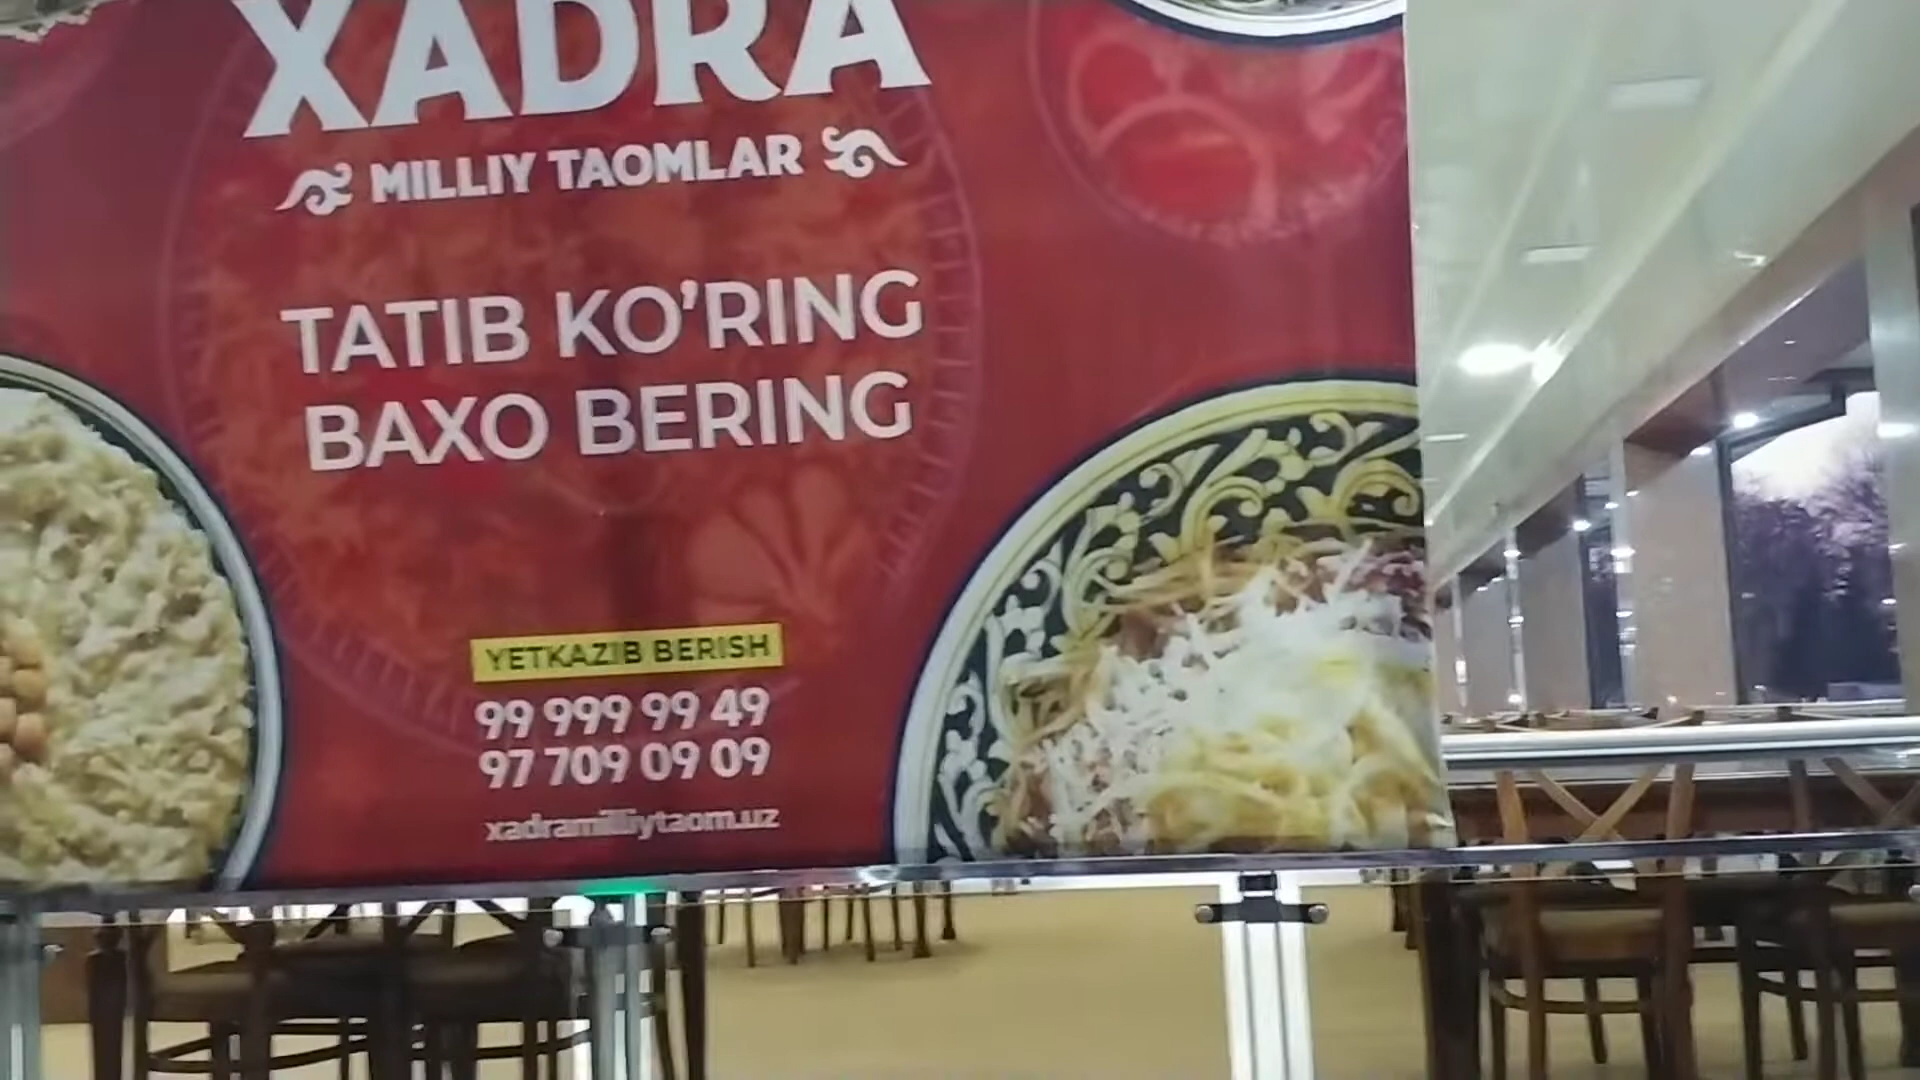 XADRA
MILLIY TAOMLAR
TATIB KO'RING
BAXO BERING
YETKAZIB BERISH
99 999 99 49
97 709 09 09
xadramilliytaom.uz